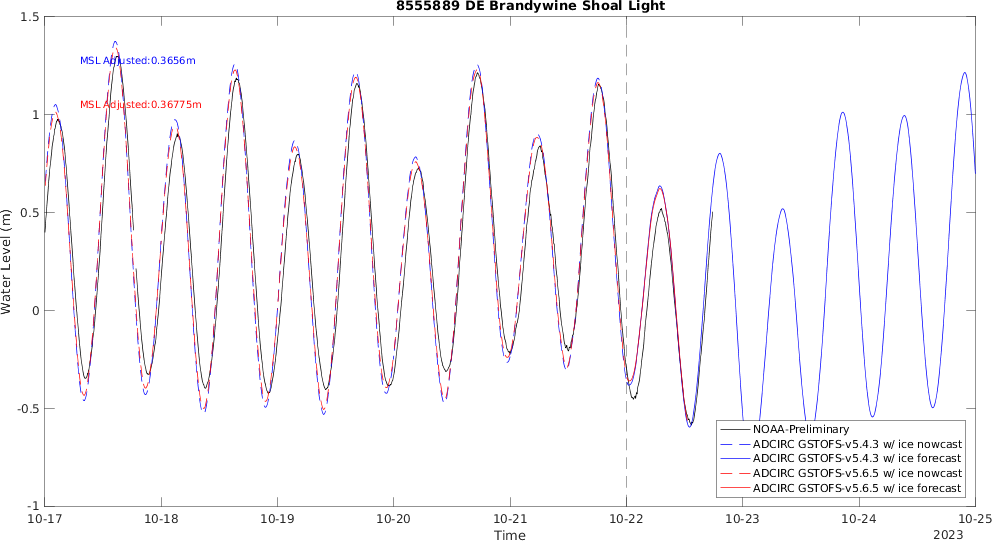 8555889 DE Brandywine Shoal Light
1.5
1
0.5
0
-0.5
-1
Water Level (m)
MSL Adjusted:0.3656m
MSL Adjusted:0.36775m
NOAA-Preliminary
ADCIRC GSTOFS-v5.4.3 w/ ice nowcast
ADCIRC GSTOFS-v5.4.3 w/ ice forecast
ADCIRC GSTOFS-v5.6.5 w/ ice nowcast
ADCIRC GSTOFS-v5.6.5 w/ ice forecast
10-17 10-18 10-19 10-20 10-21 10-22 10-23 10-24 10-25
Time
2023